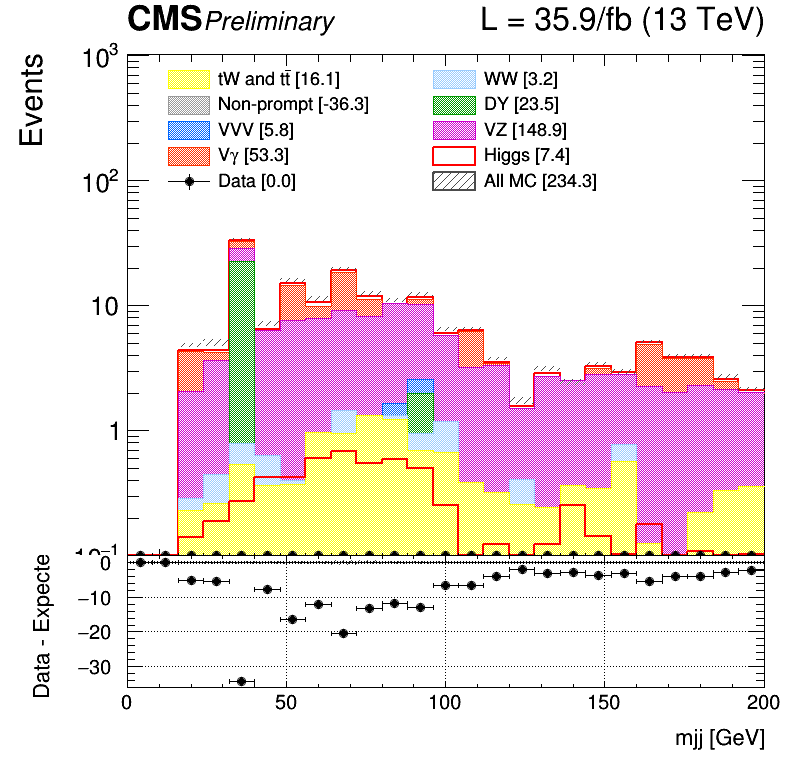 CMS Preliminary L = 35.9/fb (13 TeV)
Events
10³
10²
10
1
10⁻¹
tW and tt̄ [16.1]
WW [3.2]
Non-prompt [-36.3]
DY [23.5]
VVV [5.8]
VZ [148.9]
Vγ [53.3]
Higgs [7.4]
Data [0.0]
All MC [234.3]
Data - Expecte
0
−10
−20
−30
0 50 100 150 200
mjj [GeV]